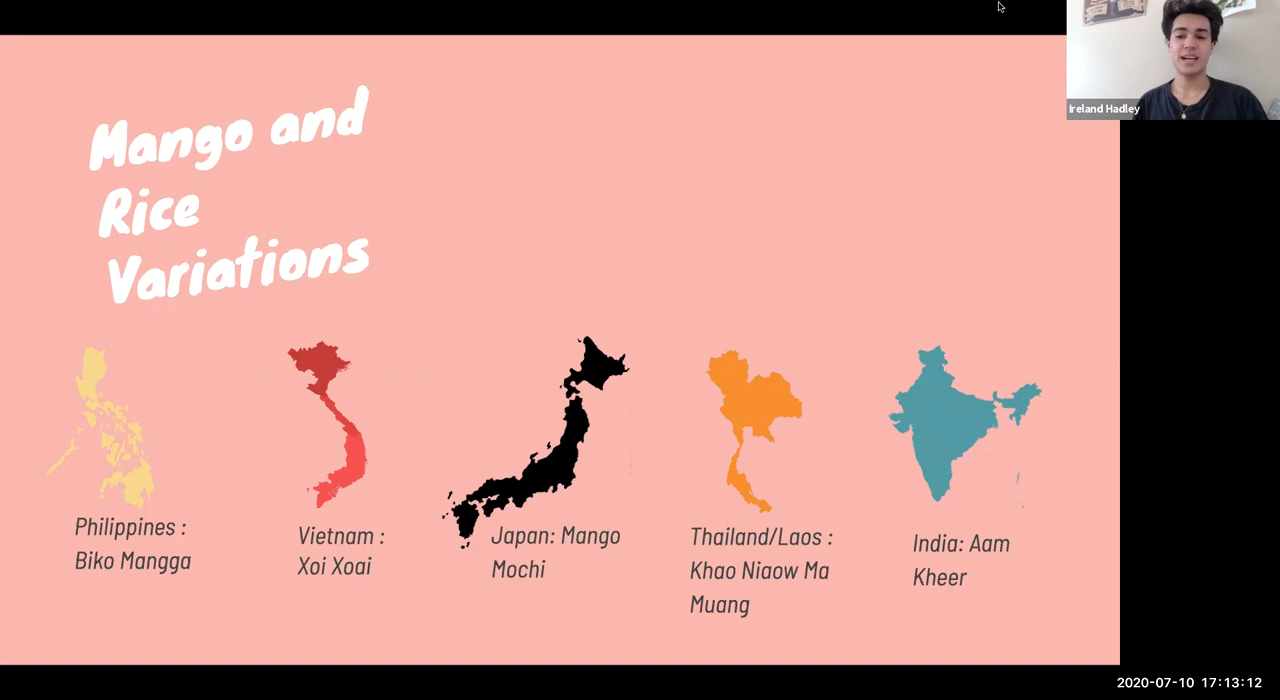 Ireland Hadley
Mango and
Rice
Variations
Philippines :
Biko Mangga
Vietnam :
Xoi Xoai
Japan: Mango
Mochi
Thailand/Laos :
Khao Niaow Ma
Muang
India: Aam
Kheer
2020-07-10 17:13:12